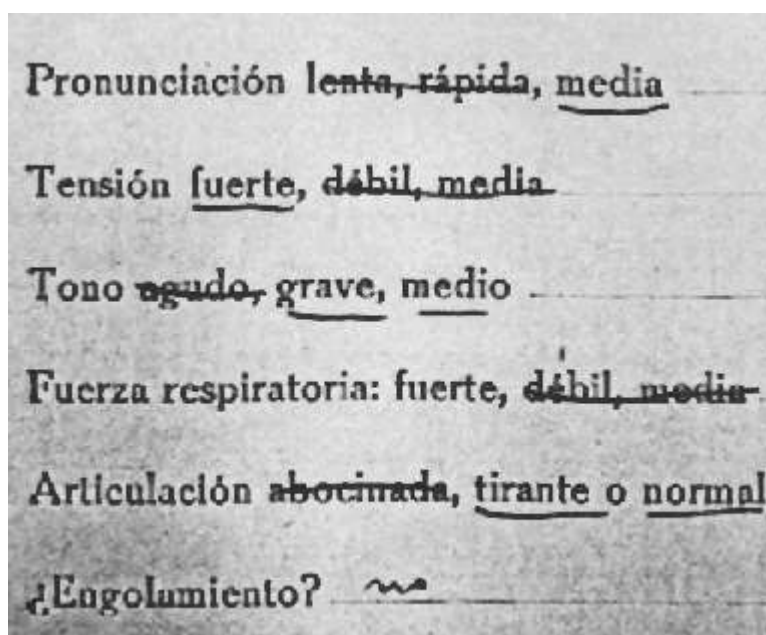 Pronunciación lenta, rápida, media
Tensión fuerte, débil, media
Tono agudo, grave, medio
Fuerza respiratoria: fuerte, débil, media
Articulación abocinada, tirante o normal
¿Engolamiento? no